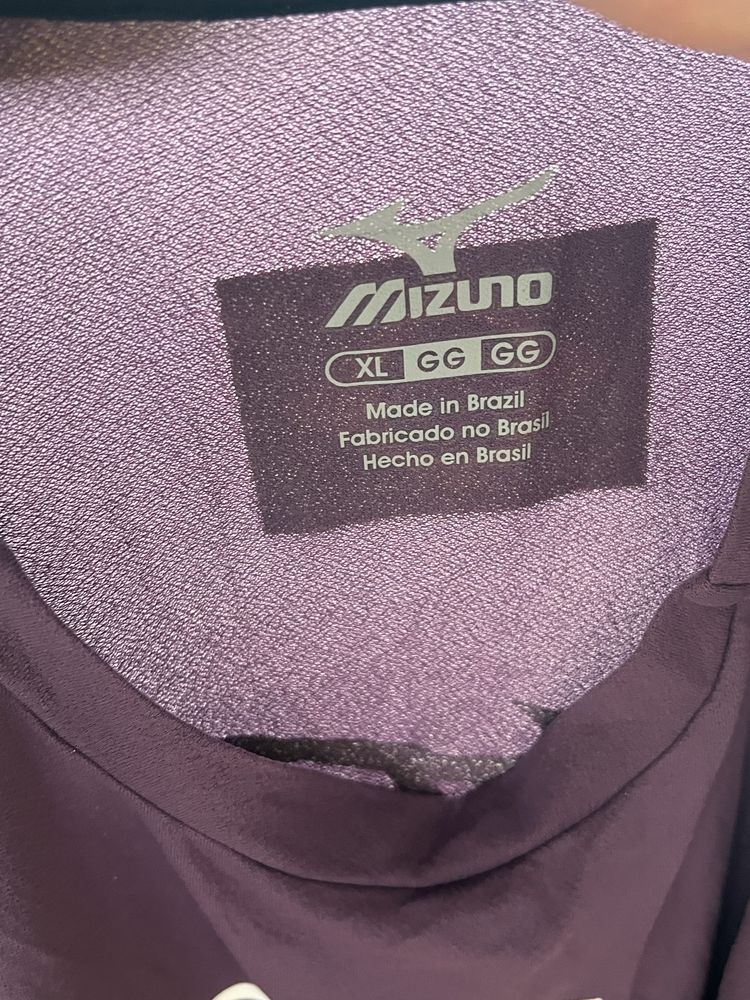 MIZUNO
XL GG GG
Made in Brazil
Fabricado no Brasil
Hecho en Brasil